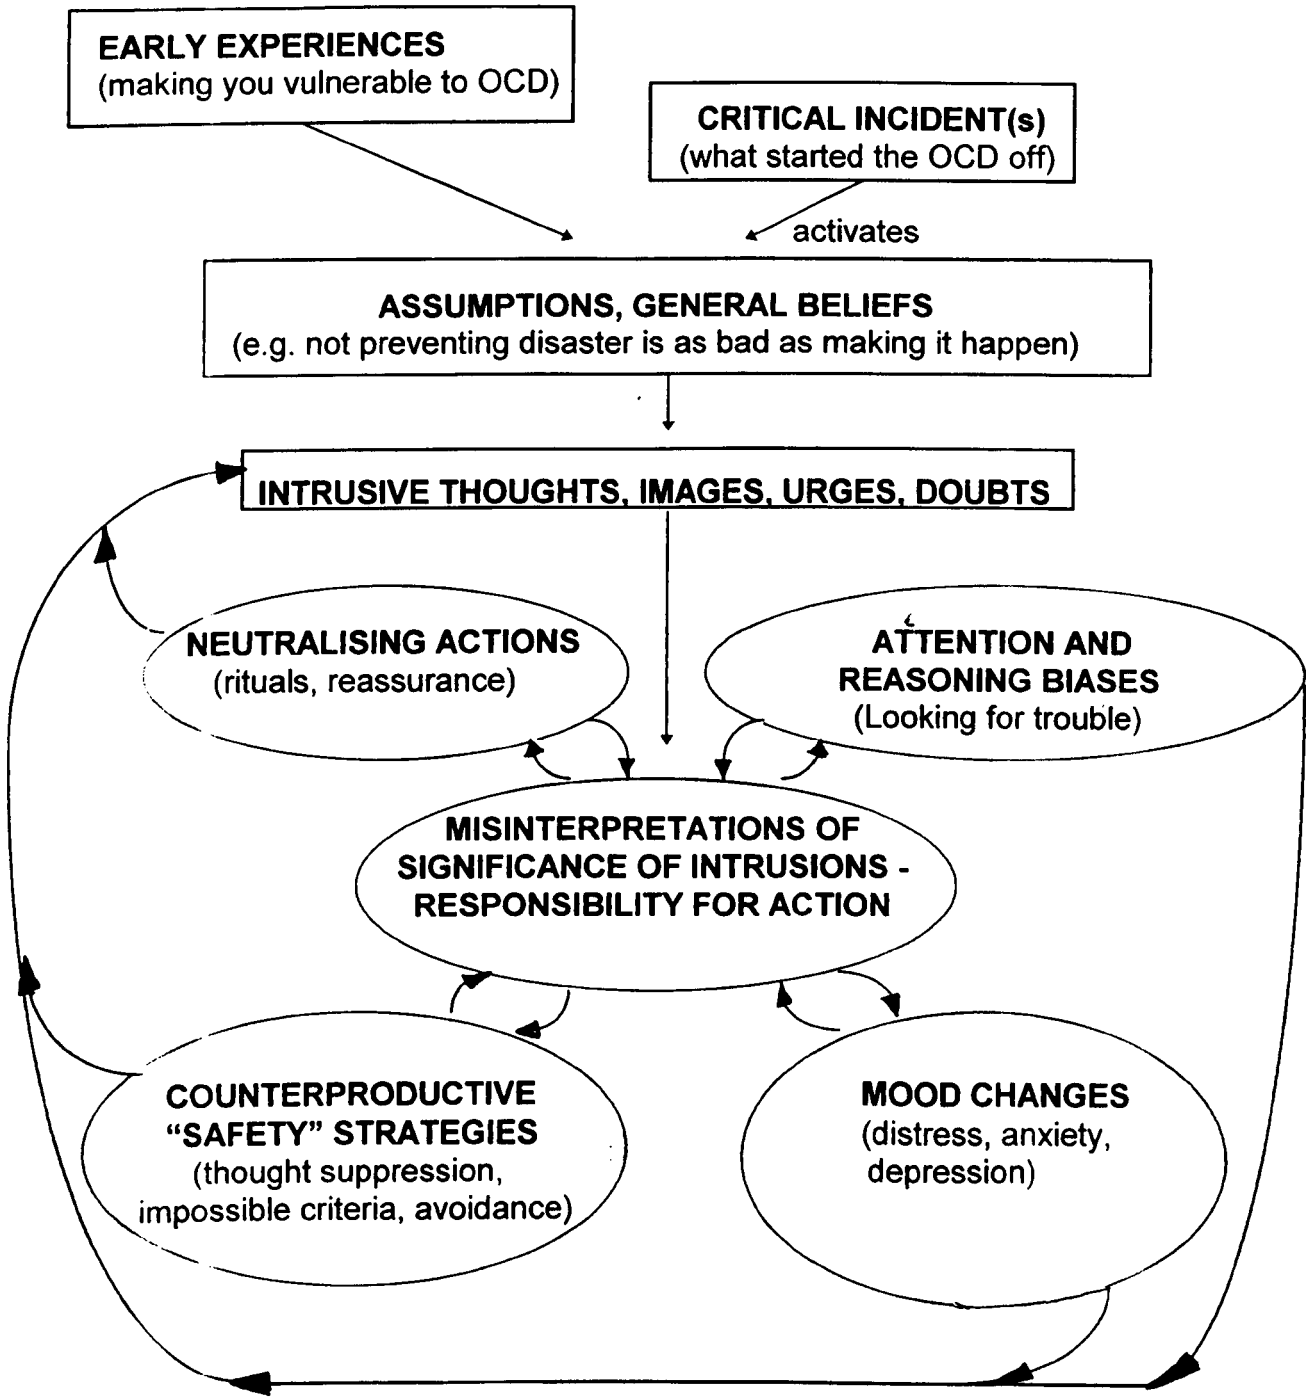 EARLY EXPERIENCES
(making you vulnerable to OCD)
CRITICAL INCIDENT(s)
(what started the OCD off)
activates
ASSUMPTIONS, GENERAL BELIEFS
(e.g. not preventing disaster is as bad as making it happen)
INTRUSIVE THOUGHTS, IMAGES, URGES, DOUBTS
NEUTRALISING ACTIONS
(rituals, reassurance)
ATTENTION AND
REASONING BIASES
(Looking for trouble)
MISINTERPRETATIONS OF
SIGNIFICANCE OF INTRUSIONS -
RESPONSIBILITY FOR ACTION
COUNTERPRODUCTIVE
“SAFETY” STRATEGIES
(thought suppression,
impossible criteria, avoidance)
MOOD CHANGES
(distress, anxiety,
depression)